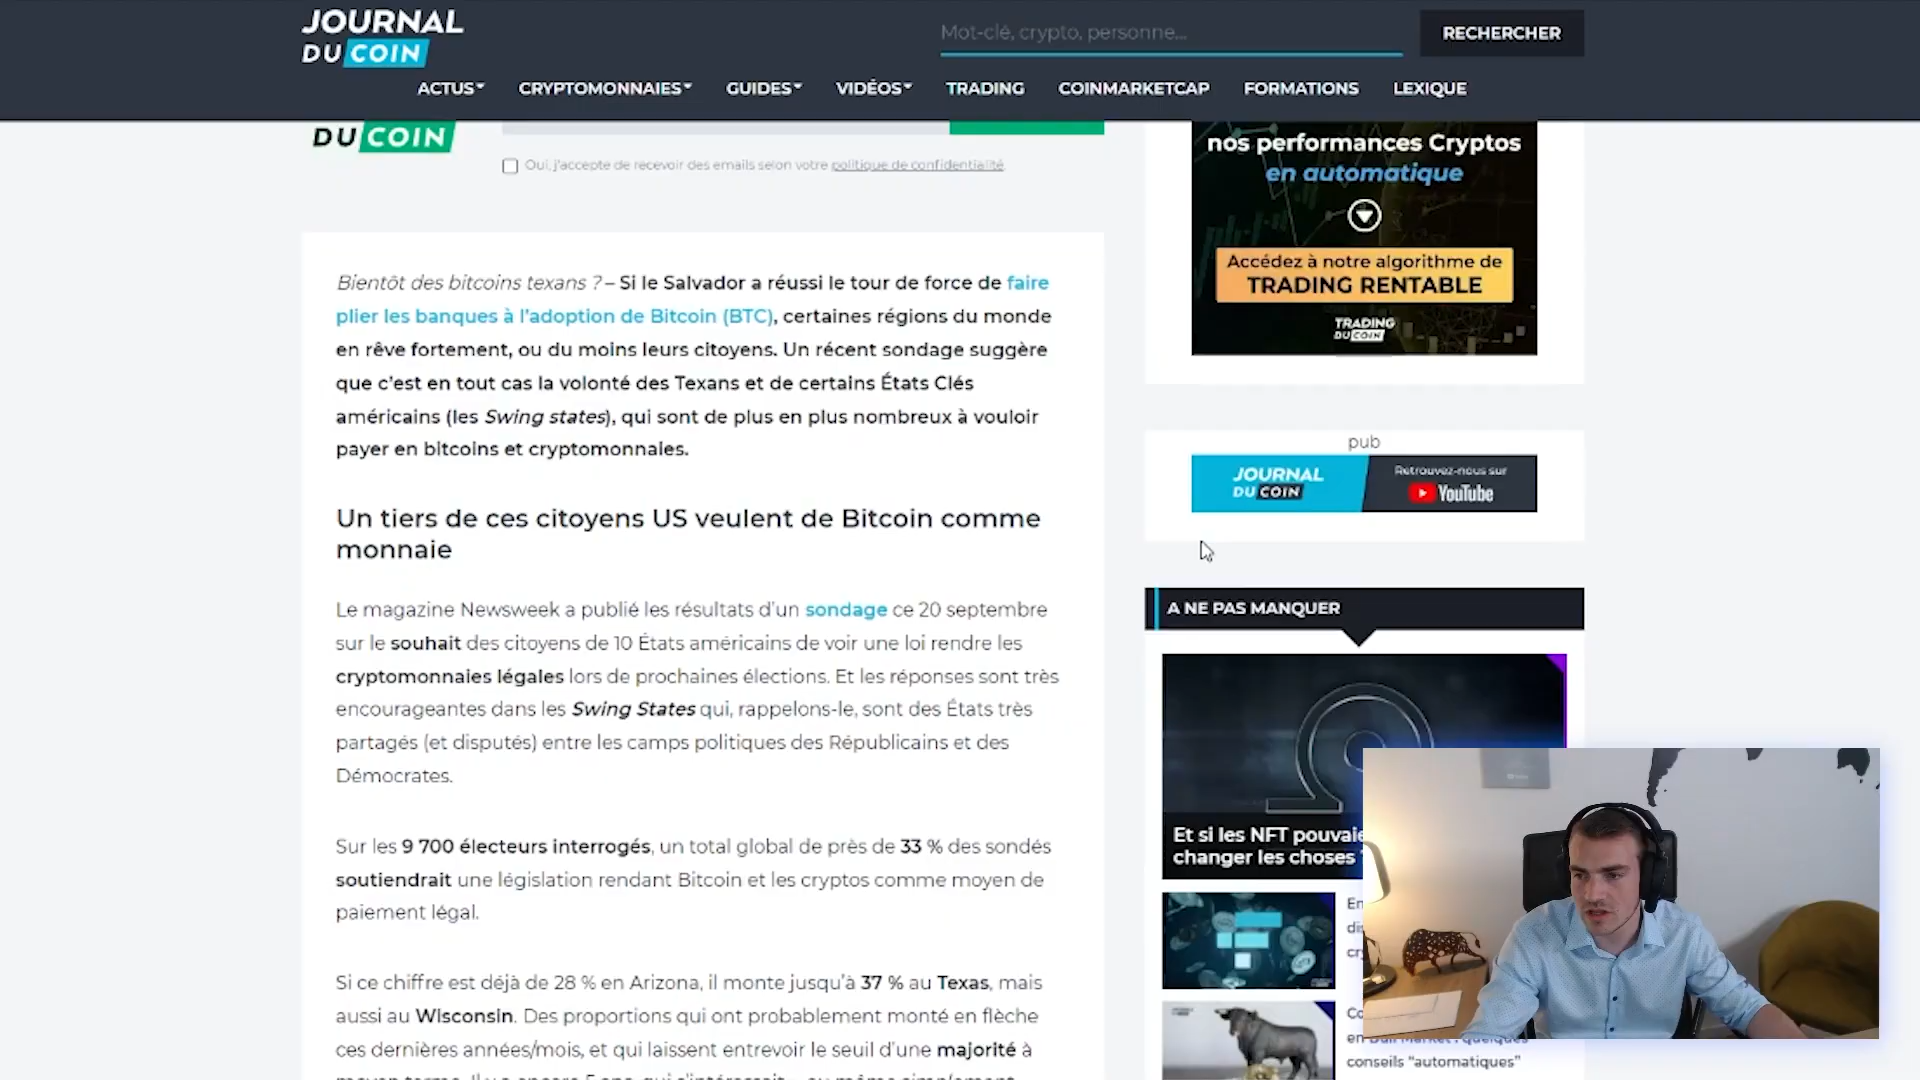 JOURNAL
DU COIN
Mot-clé, crypto, personne...
RECHERCHER
ACTUS
CRYPTOMONNAIES
GUIDES
VIDÉOS
TRADING
COINMARKETCAP
FORMATIONS
LEXIQUE
DU COIN
Oui, j'accepte de recevoir des emails selon votre politique de confidentialité.
Bientôt des bitcoins texans ? – Si le Salvador a réussi le tour de force de faire
plier les banques à l'adoption de Bitcoin (BTC), certaines régions du monde
en rêve fortement, ou du moins leurs citoyens. Un récent sondage suggère
que c'est en tout cas la volonté des Texans et de certains États Clés
américains (les Swing states), qui sont de plus en plus nombreux à vouloir
payer en bitcoins et cryptomonnaies.
Un tiers de ces citoyens US veulent de Bitcoin comme
monnaie
Le magazine Newsweek a publié les résultats d'un sondage ce 20 septembre
sur le souhait des citoyens de 10 États américains de voir une loi rendre les
cryptomonnaies légales lors de prochaines élections. Et les réponses sont très
encourageantes dans les Swing States qui, rappelons-le, sont des États très
partagés (et disputés) entre les camps politiques des Républicains et des
Démocrates.
Sur les 9 700 électeurs interrogés, un total global de près de 33 % des sondés
soutiendrait une législation rendant Bitcoin et les cryptos comme moyen de
paiement légal.
Si ce chiffre est déjà de 28 % en Arizona, il monte jusqu'à 37 % au Texas, mais
aussi au Wisconsin. Des proportions qui ont probablement monté en flèche
ces dernières années/mois, et qui laissent entrevoir le seuil d'une majorité à
nos performances Cryptos
en automatique
Accédez à notre algorithme de
TRADING RENTABLE
TRADING
DU COIN
pub
JOURNAL
DU COIN
Retrouvez-nous sur
YouTube
A NE PAS MANQUER
Et si les NFT
changer les choses
conseils "automatiques"